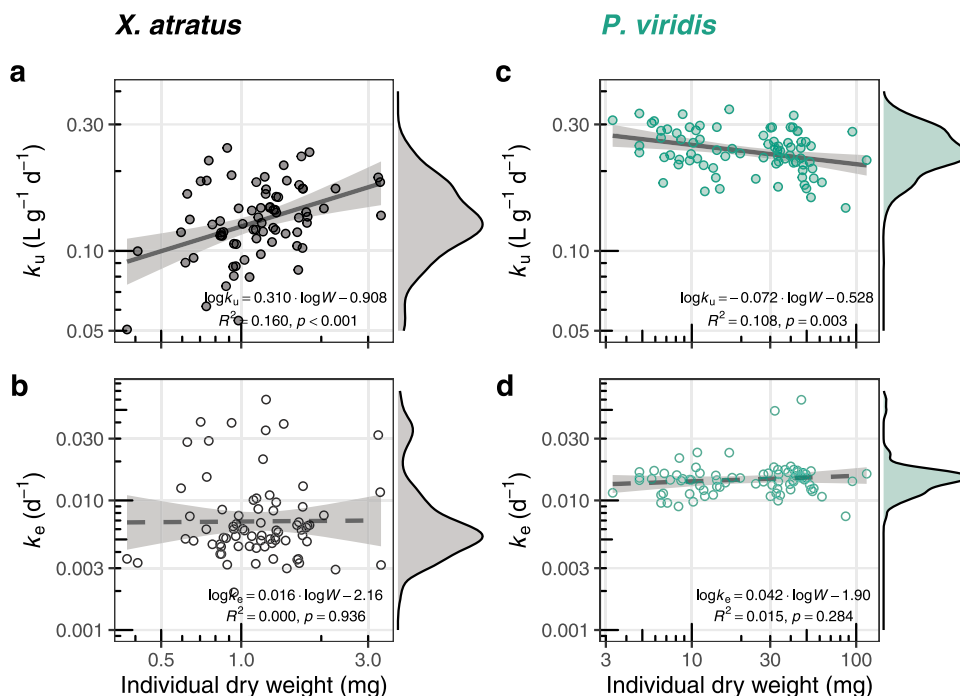 X. atratus
P. viridis
a
c
kᵤ (L g⁻¹ d⁻¹)
0.30
0.10
0.05
logkᵤ = 0.310 · logW − 0.908
R² = 0.160, p < 0.001
kᵤ (L g⁻¹ d⁻¹)
0.30
0.10
0.05
logkᵤ = −0.072 · logW − 0.528
R² = 0.108, p = 0.003
b
d
kₑ (d⁻¹)
0.030
0.010
0.003
0.001
logkₑ = 0.016 · logW − 2.16
R² = 0.000, p = 0.936
0.5 1.0 3.0
Individual dry weight (mg)
kₑ (d⁻¹)
0.030
0.010
0.003
0.001
logkₑ = 0.042 · logW − 1.90
R² = 0.015, p = 0.284
3 10 30 100
Individual dry weight (mg)